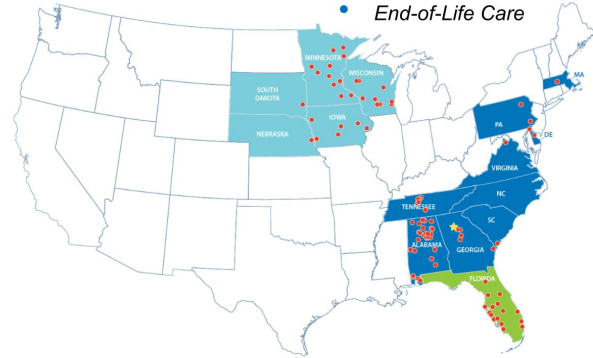 End-of-Life Care
MINNESOTA
WISCONSIN
SOUTH
DAKOTA
IOWA
NEBRASKA
MA
PA
DE
VIRGINIA
TENNESSEE
NC
SC
ALABAMA
GEORGIA
FLORIDA